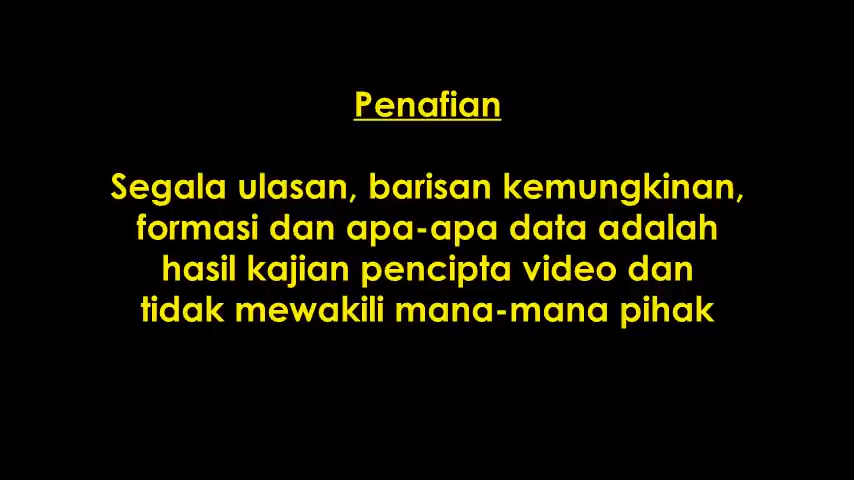 Penafian
Segala ulasan, barisan kemungkinan,
formasi dan apa-apa data adalah
hasil kajian pencipta video dan
tidak mewakili mana-mana pihak